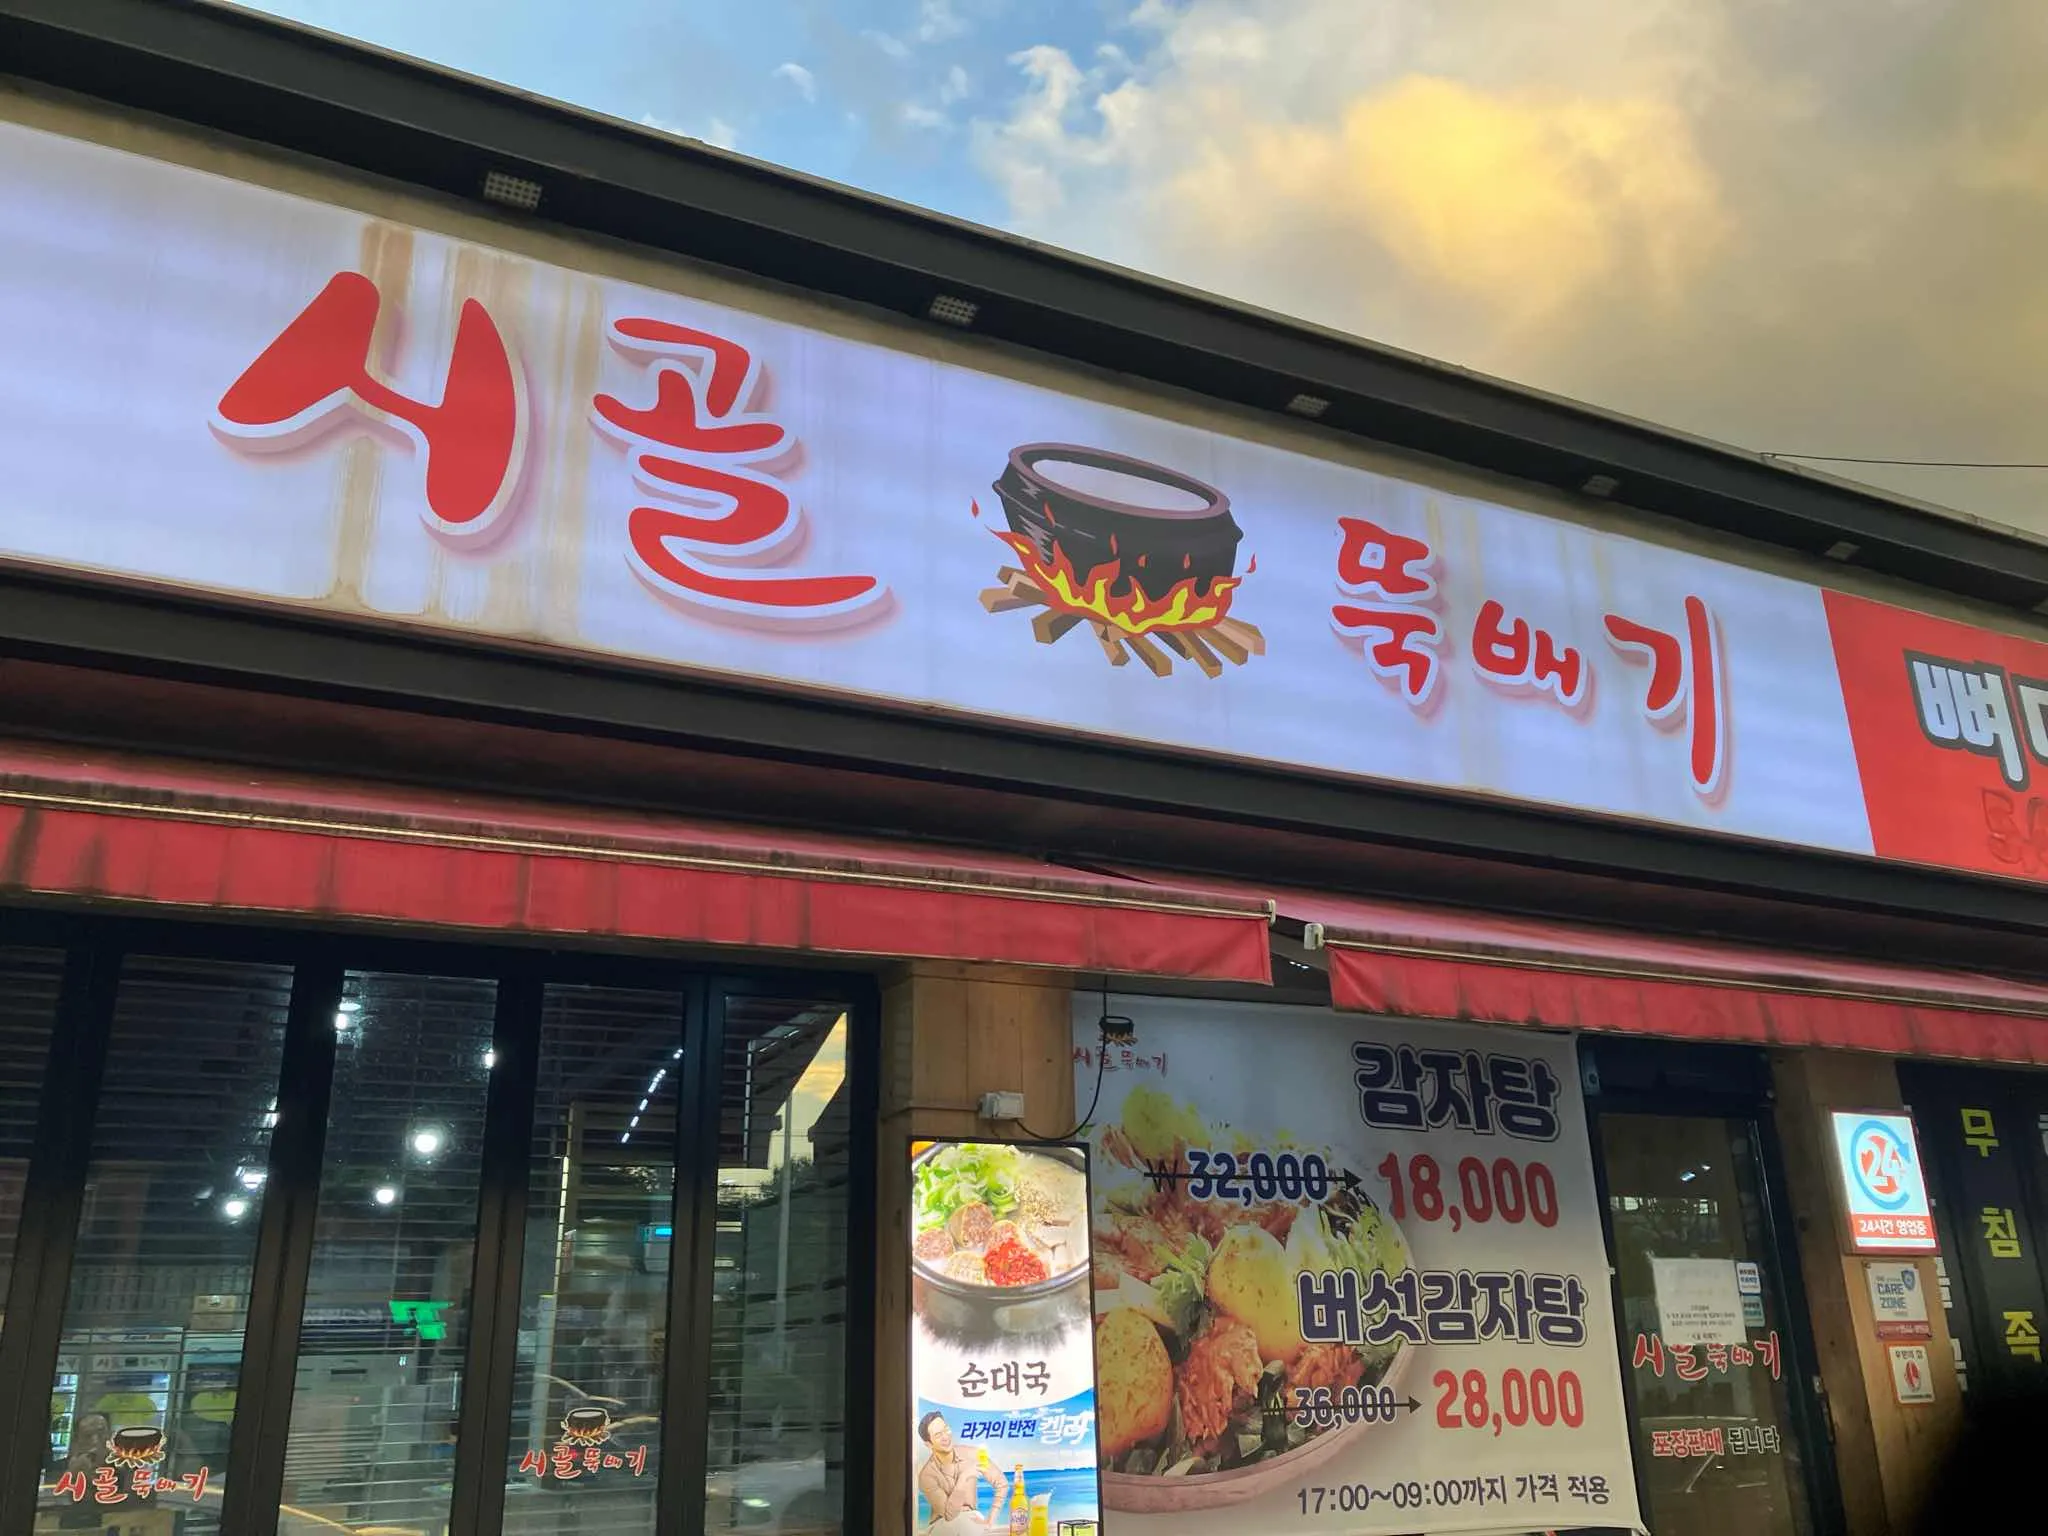 시골 뚝배기
뼈
시골 뚝배기
감자탕
₩ 32,000 → 18,000
버섯감자탕
₩ 36,000 → 28,000
17:00~09:00까지 가격 적용
순대국
라거의 반전 켈리
24
24시간 영업중
CARE
ZONE
시골 뚝배기
포장판매 됩니다
무
침
족
시골 뚝배기
시골 뚝배기